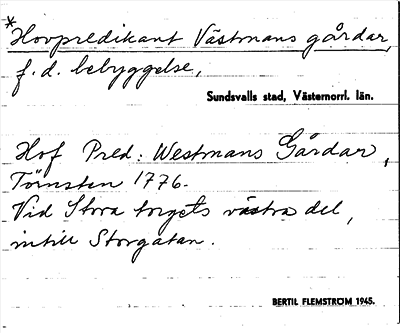 *
Hovpredikant Västmans gårdar,
f.d. bebyggelse,
Sundsvalls stad, Västernorrl. län.
Hof Pred: Westmans Gårdar,
Törnsten 1776.
Vid Stora torgets västra del,
intill Storgatan.
BERTIL FLEMSTRÖM 1945.